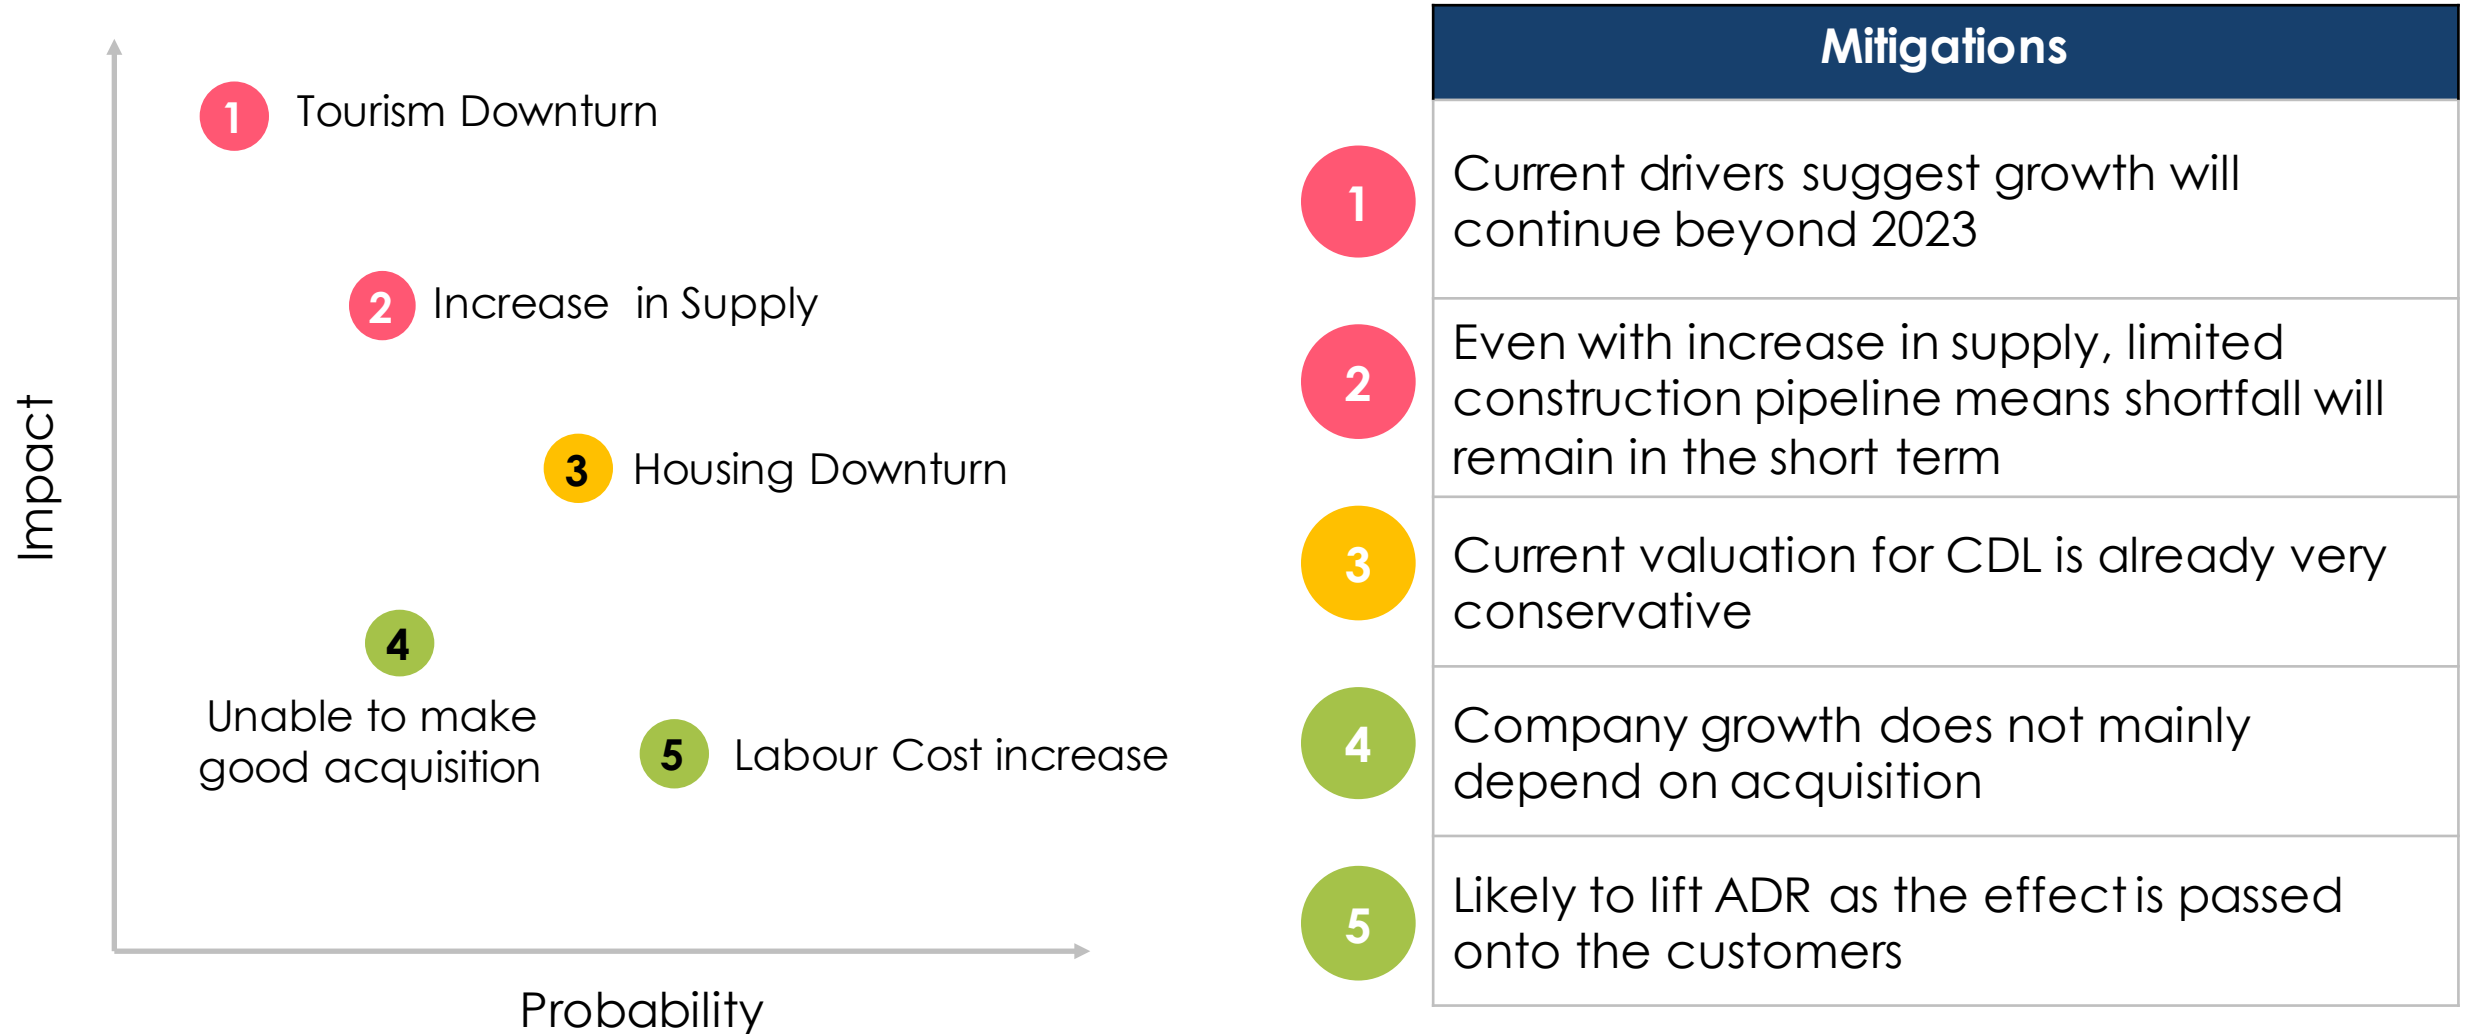 Impact
1 Tourism Downturn
2 Increase in Supply
3 Housing Downturn
4
Unable to make
good acquisition
5 Labour Cost increase
Probability
Mitigations
1
Current drivers suggest growth will
continue beyond 2023
2
Even with increase in supply, limited
construction pipeline means shortfall will
remain in the short term
3
Current valuation for CDL is already very
conservative
4
Company growth does not mainly
depend on acquisition
5
Likely to lift ADR as the effect is passed
onto the customers